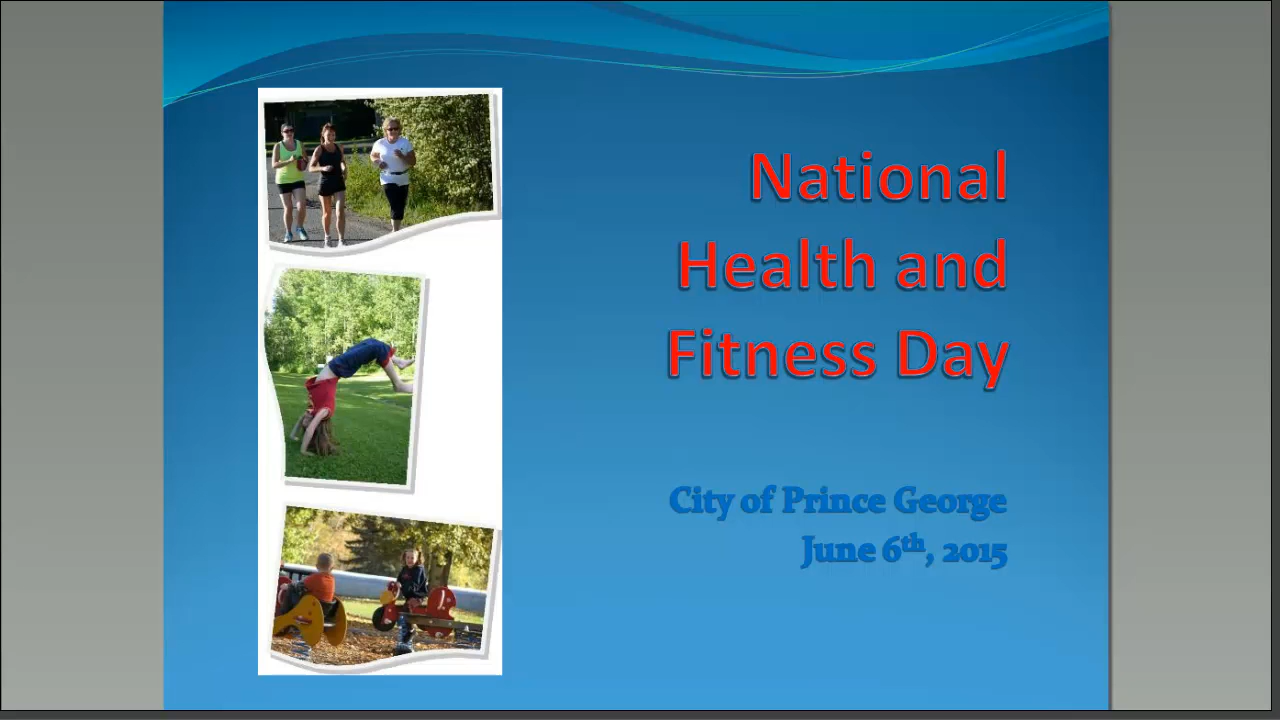 National
Health and
Fitness Day
City of Prince George
June 6th, 2015